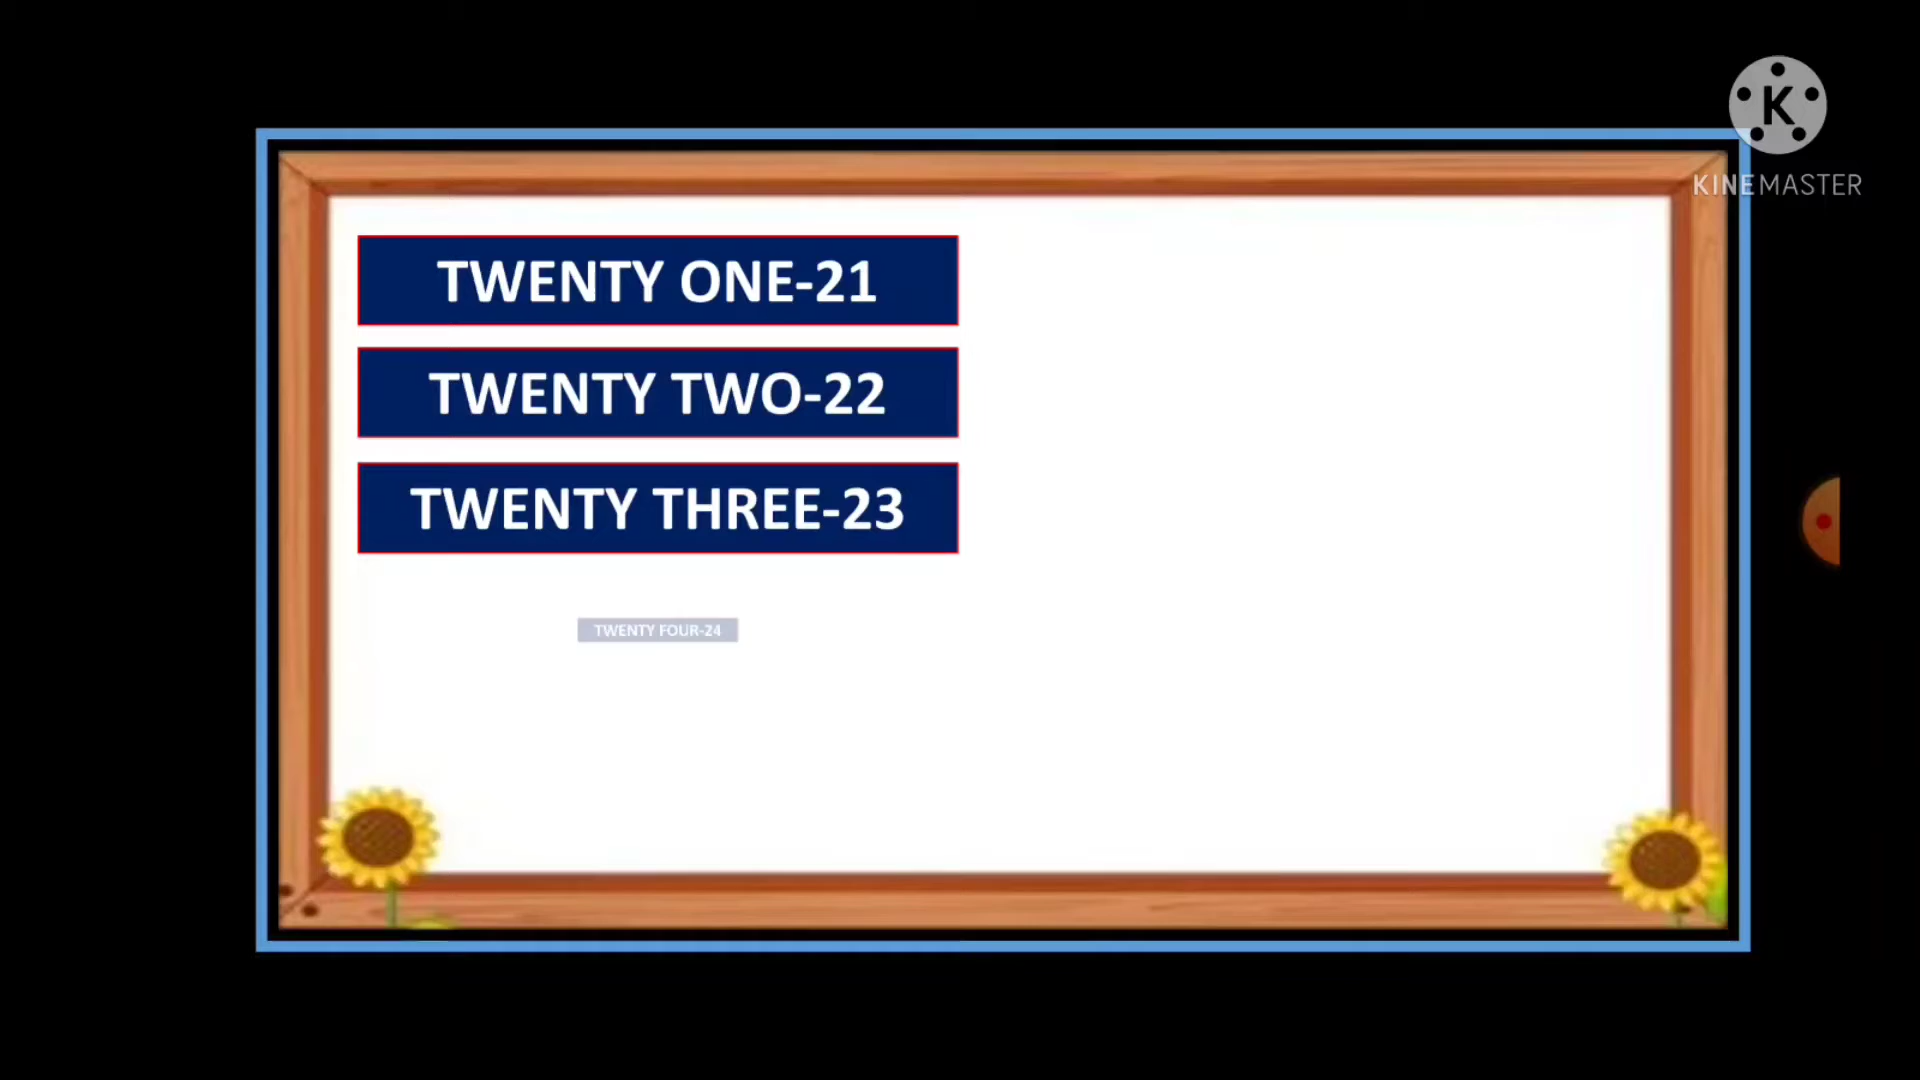 K
KINEMASTER
TWENTY ONE-21
TWENTY TWO-22
TWENTY THREE-23
TWENTY FOUR-24